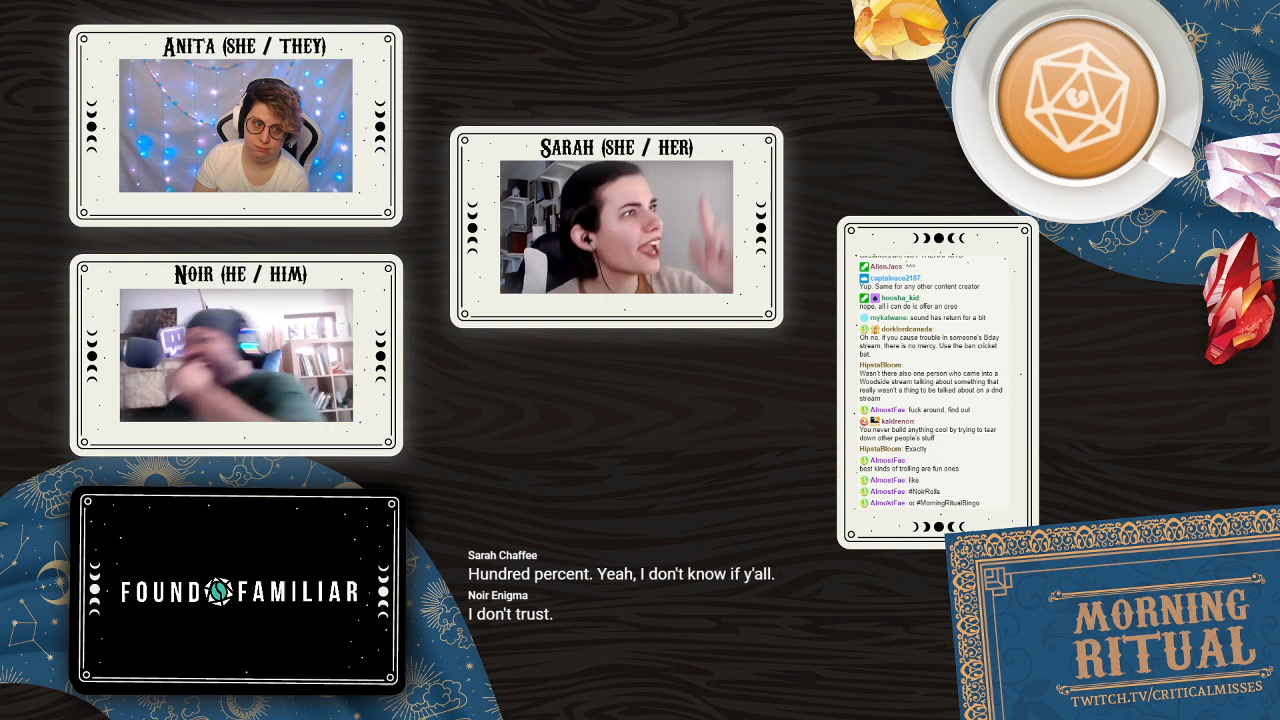 ANITA (SHE / THEY)
SARAH (SHE / HER)
NOIR (HE / HIM)
AlienJaes: ^^^
captainace2187:
Yup. Same for any other content creator
hoosha_kid:
nope, all i can do is offer an oreo
mykalwane: sound has return for a bit
dorklordcanada:
Oh no, if you cause trouble in someone's Bday
stream, there is no mercy. Use the ban cricket
bat.
HipstaBloom:
Wasn't there also one person who came into a
Woodside stream talking about something that
really wasn't a thing to be talked about on a dnd
stream
AlmostFae: fuck around, find out
kaldrenon:
You never build anything cool by trying to tear
down other people's stuff
HipstaBloom: Exactly
AlmostFae:
best kinds of trolling are fun ones
AlmostFae: like
AlmostFae: #NoirRolls
AlmostFae: or #MorningRitualBingo
FOUND FAMILIAR
Sarah Chaffee
Hundred percent. Yeah, I don't know if y'all.
Noir Enigma
I don't trust.
MORNING
RITUAL
TWITCH.TV/CRITICALMISSES